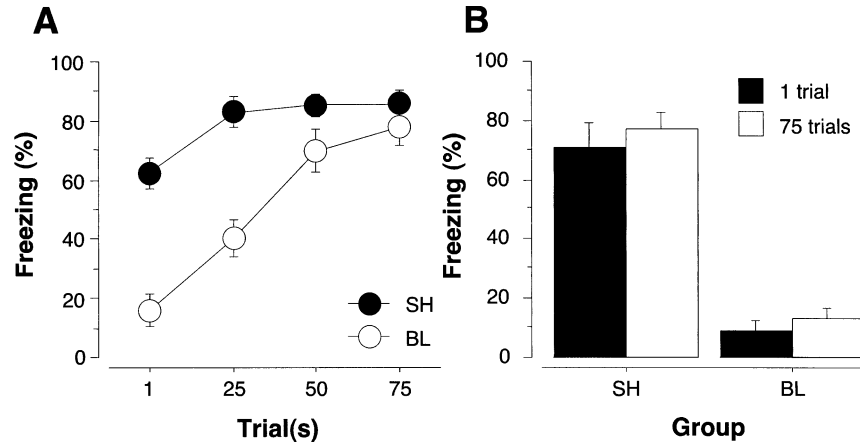 A
100
80
60
40
20
0
Freezing (%)
SH
BL
1 25 50 75
Trial(s)
B
100
80
60
40
20
0
Freezing (%)
1 trial
75 trials
SH BL
Group